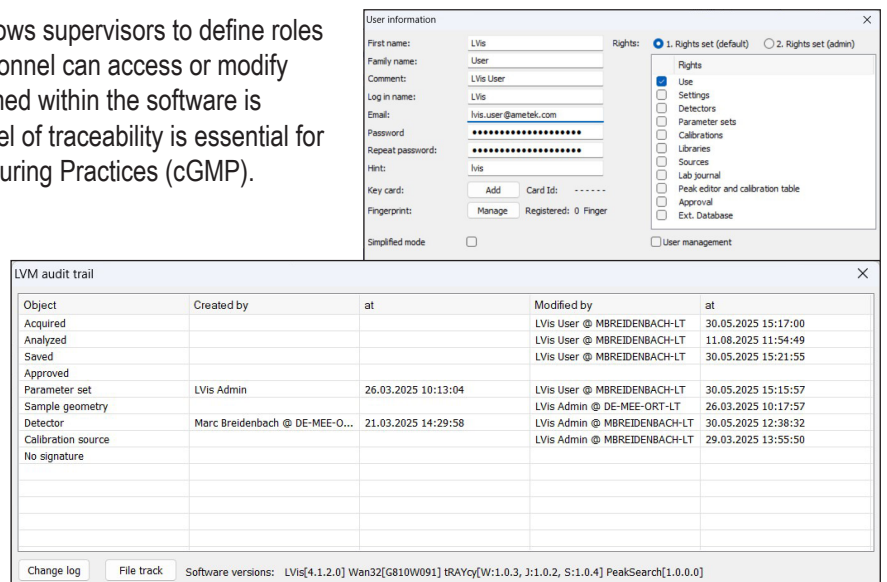 ows supervisors to define roles
onnel can access or modify
ned within the software is
el of traceability is essential for
uring Practices (cGMP).
User information
First name: LVis Rights: 1. Rights set (default) 2. Rights set (admin)
Family name: User Rights
Comment: LVis User Use
Log in name: LVis Settings
Email: lvis.user@ametek.com Detectors
Password ●●●●●●●●●●●●●●●●●●●● Parameter sets
Repeat password: ●●●●●●●●●●●●●●●●●●●● Calibrations
Hint: lvis Libraries
Sources
Lab journal
Key card: Add Card Id: ------ Peak editor and calibration table
Approval
Fingerprint: Manage Registered: 0 Finger Ext. Database
Simplified mode User management
LVM audit trail
Object Created by at Modified by at
Acquired LVis User @ MBREIDENBACH-LT 30.05.2025 15:17:00
Analyzed LVis User @ MBREIDENBACH-LT 11.08.2025 11:54:49
Saved LVis User @ MBREIDENBACH-LT 30.05.2025 15:21:55
Approved
Parameter set LVis Admin 26.03.2025 10:13:04 LVis User @ MBREIDENBACH-LT 30.05.2025 15:15:57
Sample geometry LVis Admin @ DE-MEE-ORT-LT 26.03.2025 10:17:57
Detector Marc Breidenbach @ DE-MEE-O... 21.03.2025 14:29:58 LVis Admin @ MBREIDENBACH-LT 30.05.2025 12:38:32
Calibration source LVis Admin @ MBREIDENBACH-LT 29.03.2025 13:55:50
No signature
Change log File track Software versions: LVis[4.1.2.0] Wan32[G810W091] tRAYcy[W:1.0.3, J:1.0.2, S:1.0.4] PeakSearch[1.0.0.0]